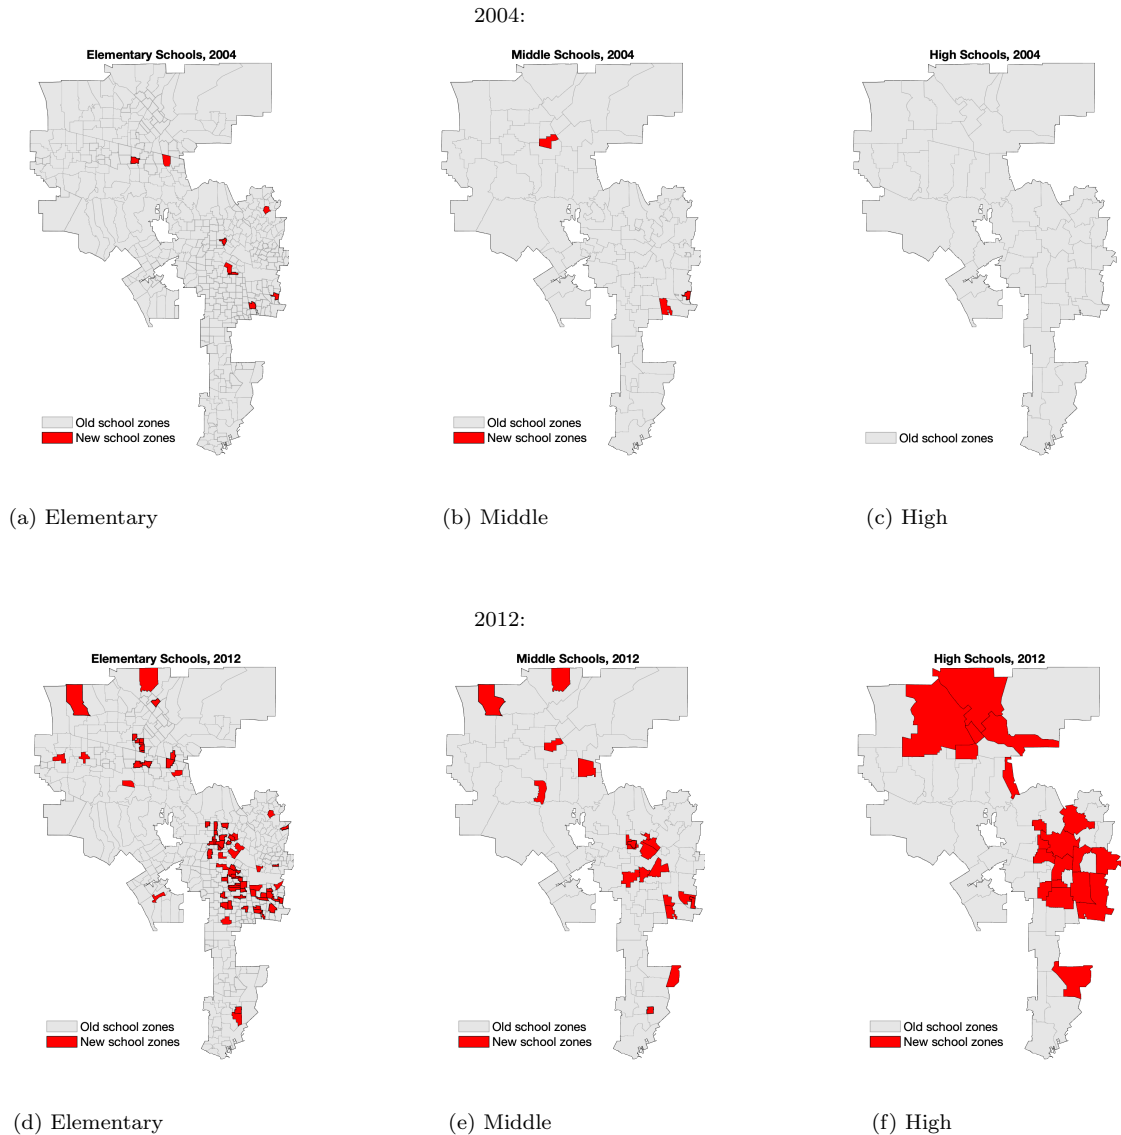 2004:
Elementary Schools, 2004
Old school zones
New school zones
(a) Elementary
Middle Schools, 2004
Old school zones
New school zones
(b) Middle
High Schools, 2004
Old school zones
(c) High
2012:
Elementary Schools, 2012
Old school zones
New school zones
(d) Elementary
Middle Schools, 2012
Old school zones
New school zones
(e) Middle
High Schools, 2012
Old school zones
New school zones
(f) High